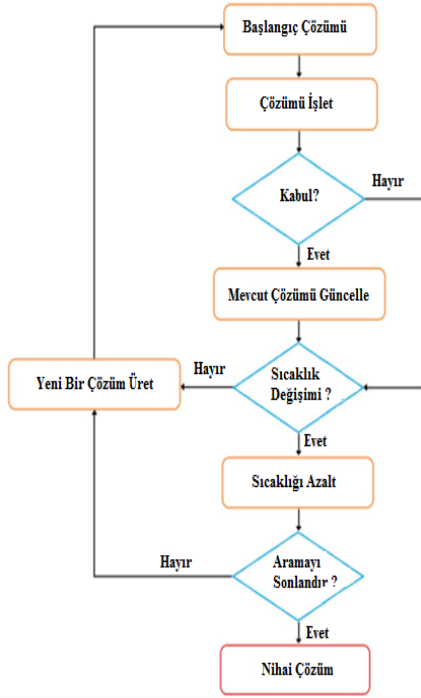 Başlangıç Çözümü
Çözümü İşlet
Kabul?
Hayır
Evet
Mevcut Çözümü Güncelle
Yeni Bir Çözüm Üret
Hayır
Sıcaklık
Değişimi ?
Evet
Sıcaklığı Azalt
Hayır
Aramayı
Sonlandır ?
Evet
Nihai Çözüm